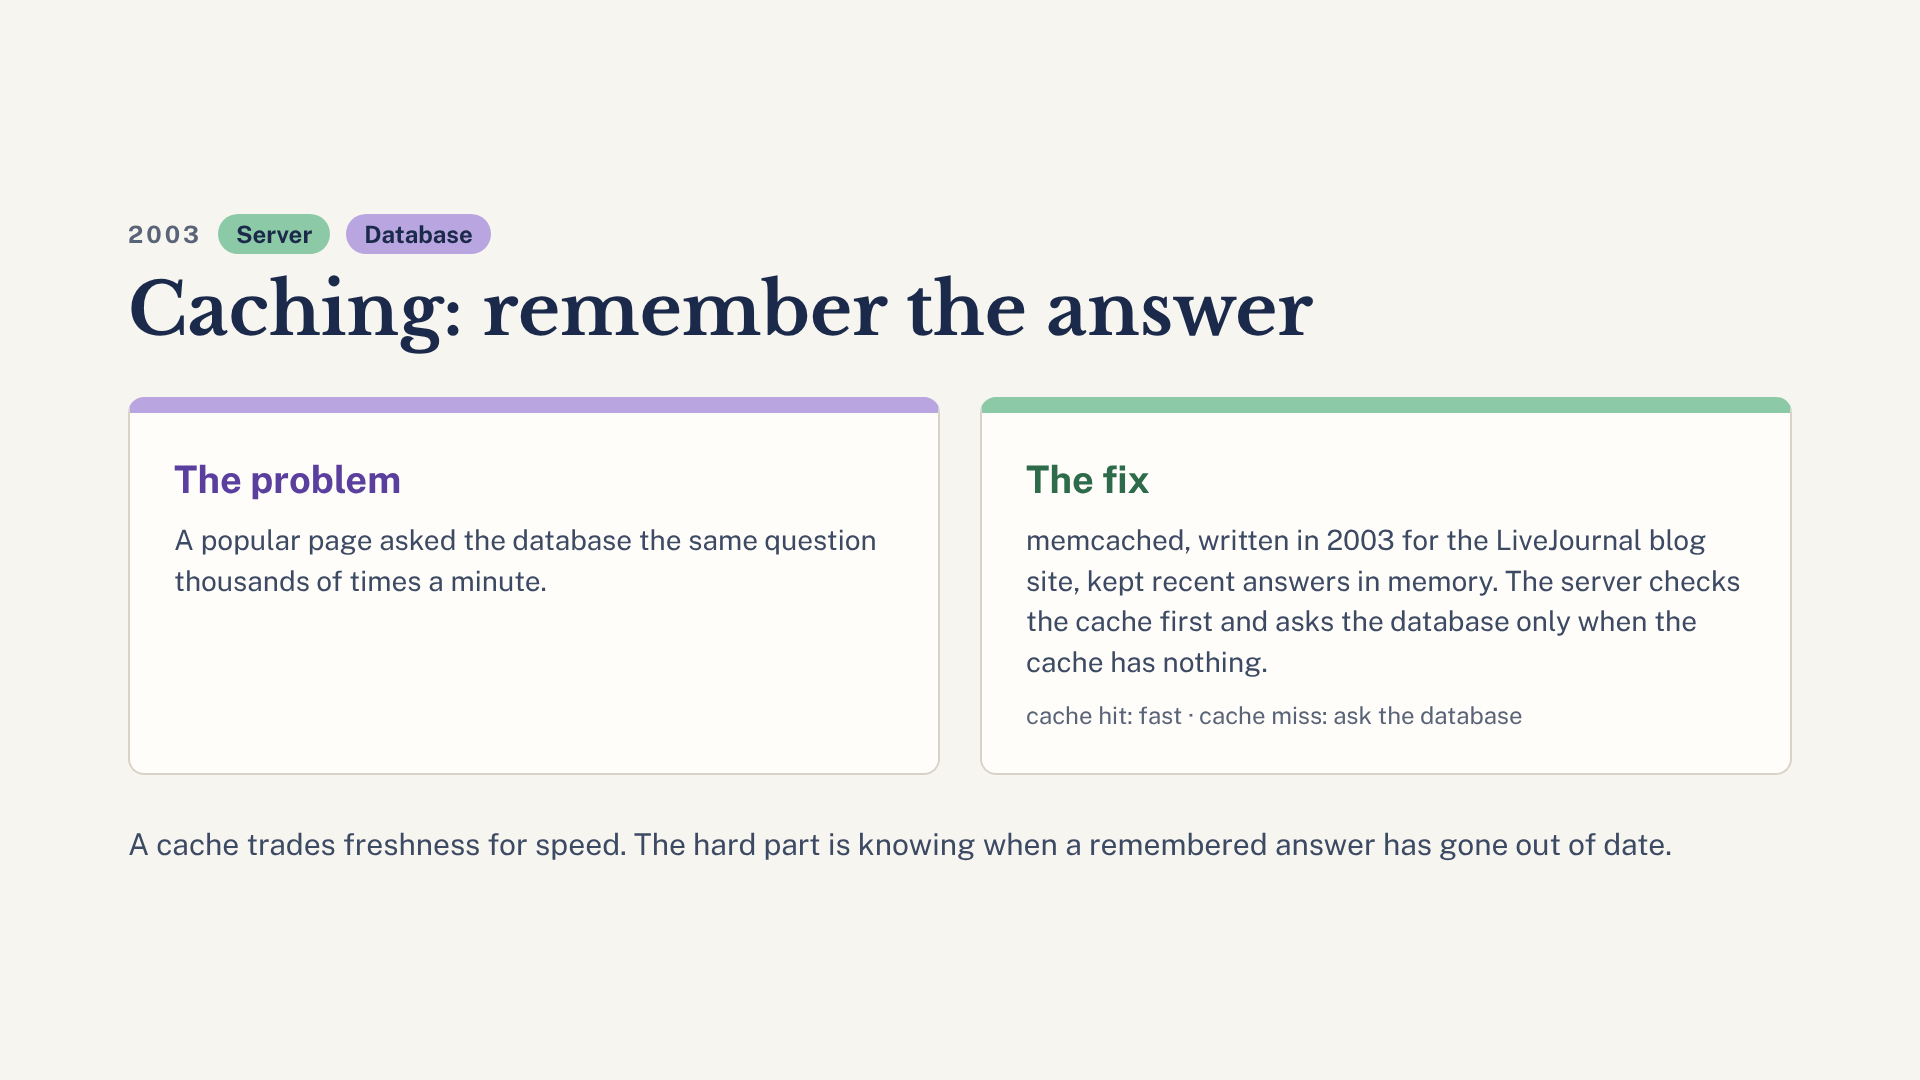 2003 Server Database
Caching: remember the answer
The problem
A popular page asked the database the same question
thousands of times a minute.
The fix
memcached, written in 2003 for the LiveJournal blog
site, kept recent answers in memory. The server checks
the cache first and asks the database only when the
cache has nothing.
cache hit: fast · cache miss: ask the database
A cache trades freshness for speed. The hard part is knowing when a remembered answer has gone out of date.